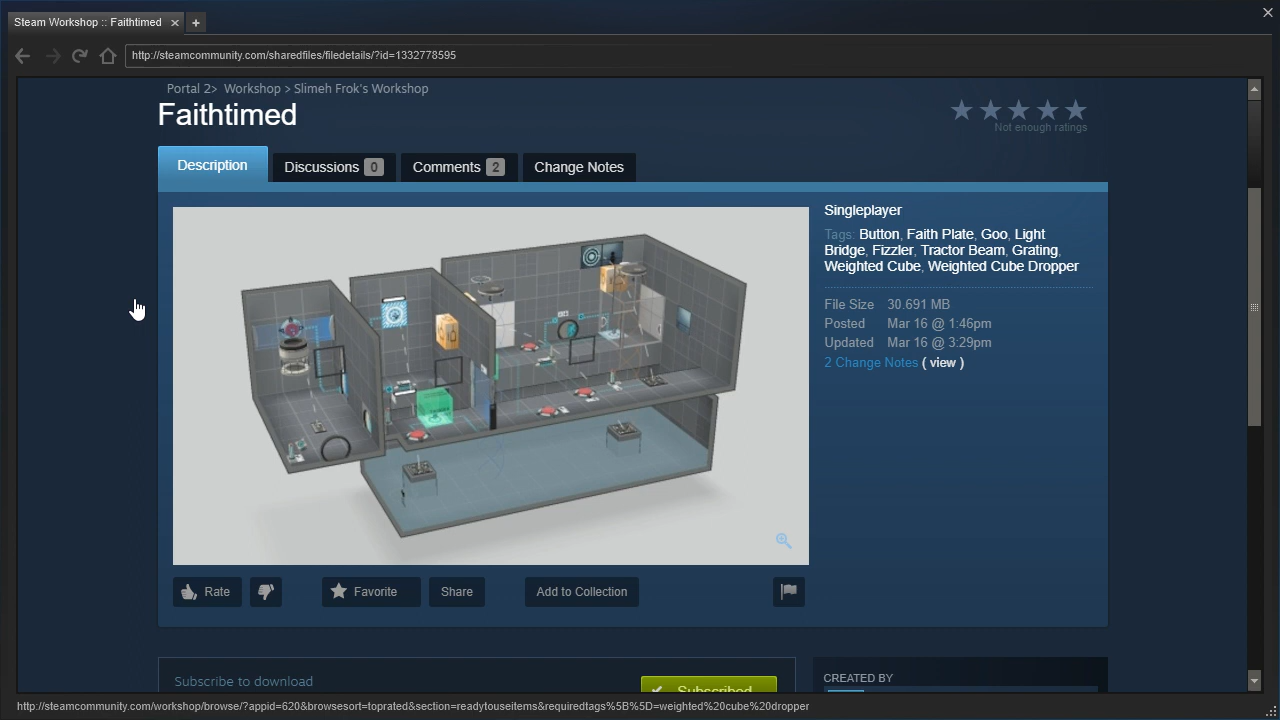 Steam Workshop :: Faithtimed
http://steamcommunity.com/sharedfiles/filedetails/?id=1332778595
Portal 2> Workshop > Slimeh Frok's Workshop
Faithtimed
Not enough ratings
Description
Discussions 0
Comments 2
Change Notes
Singleplayer
Tags: Button, Faith Plate, Goo, Light
Bridge, Fizzler, Tractor Beam, Grating,
Weighted Cube, Weighted Cube Dropper
File Size 30.691 MB
Posted Mar 16 @ 1:46pm
Updated Mar 16 @ 3:29pm
2 Change Notes ( view )
Rate
Favorite
Share
Add to Collection
Subscribe to download
Subscribed
CREATED BY
http://steamcommunity.com/workshop/browse/?appid=620&browsesort=toprated&section=readytouseitems&requiredtags%5B%5D=weighted%20cube%20dropper